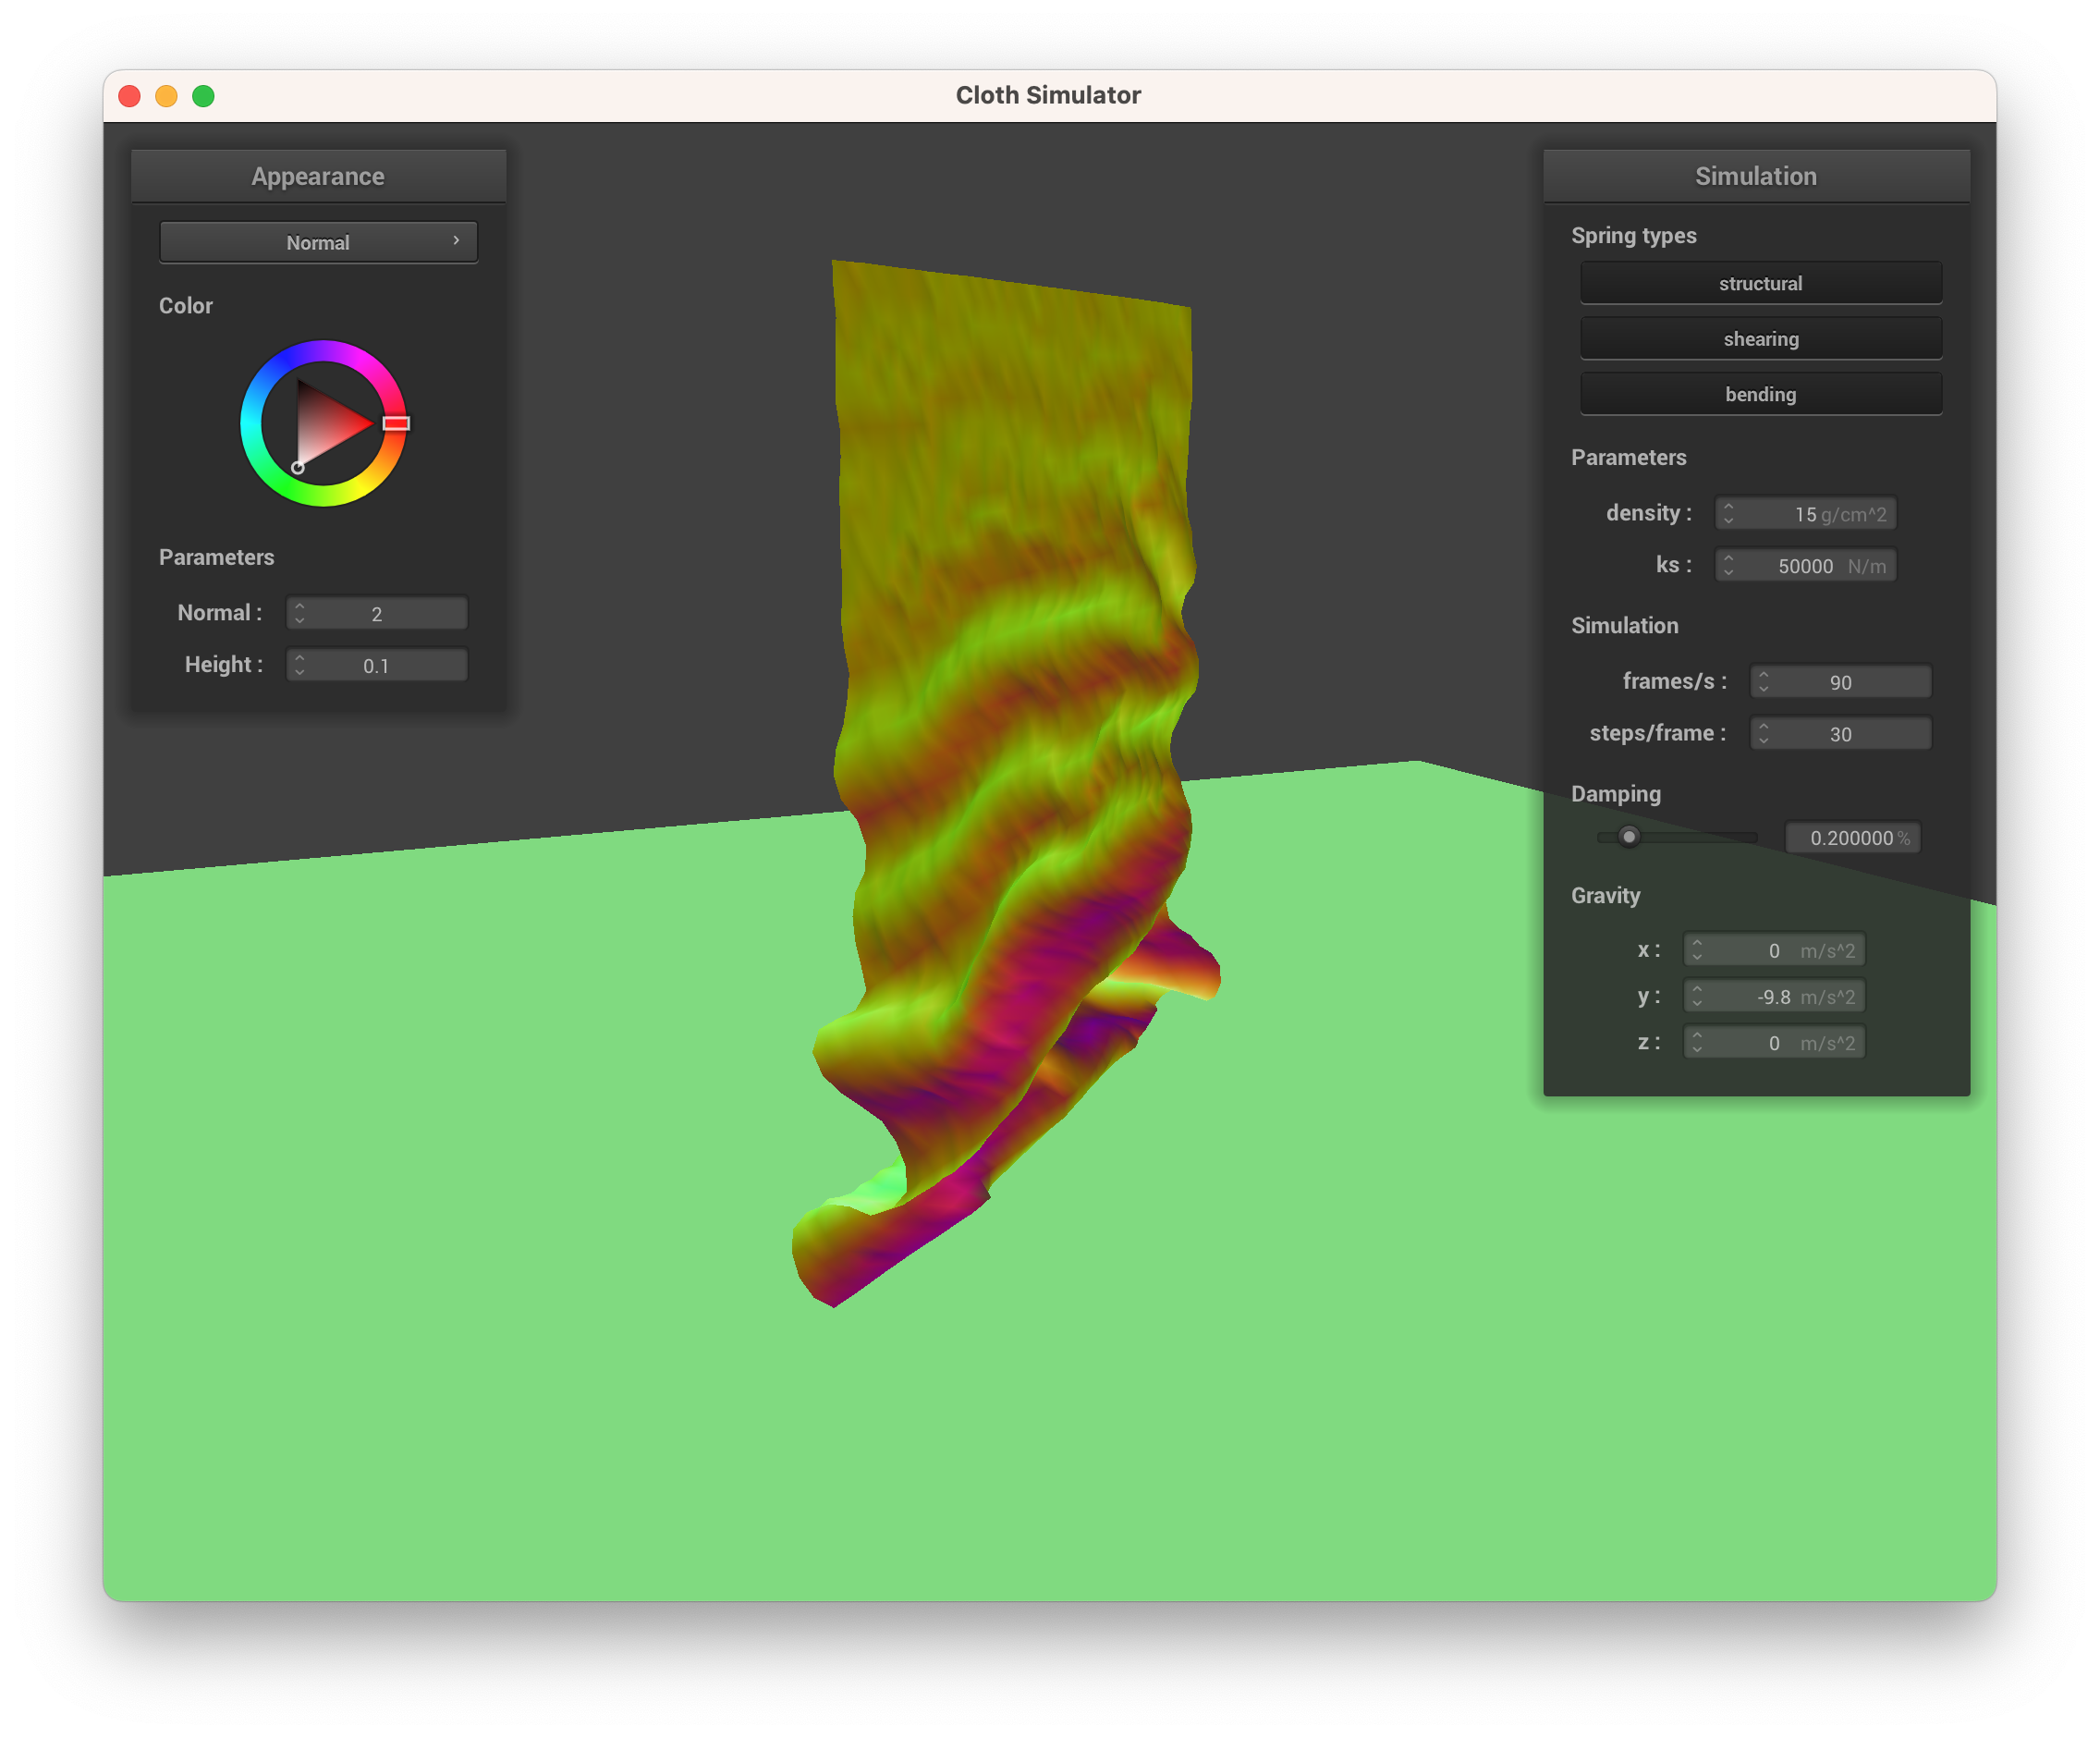 Cloth Simulator
Appearance
Normal
Color
Parameters
Normal : 2
Height : 0.1
Simulation
Spring types
structural
shearing
bending
Parameters
density : 15 g/cm^2
ks : 50000 N/m
Simulation
frames/s : 90
steps/frame : 30
Damping
0.200000 %
Gravity
x : 0 m/s^2
y : -9.8 m/s^2
z : 0 m/s^2